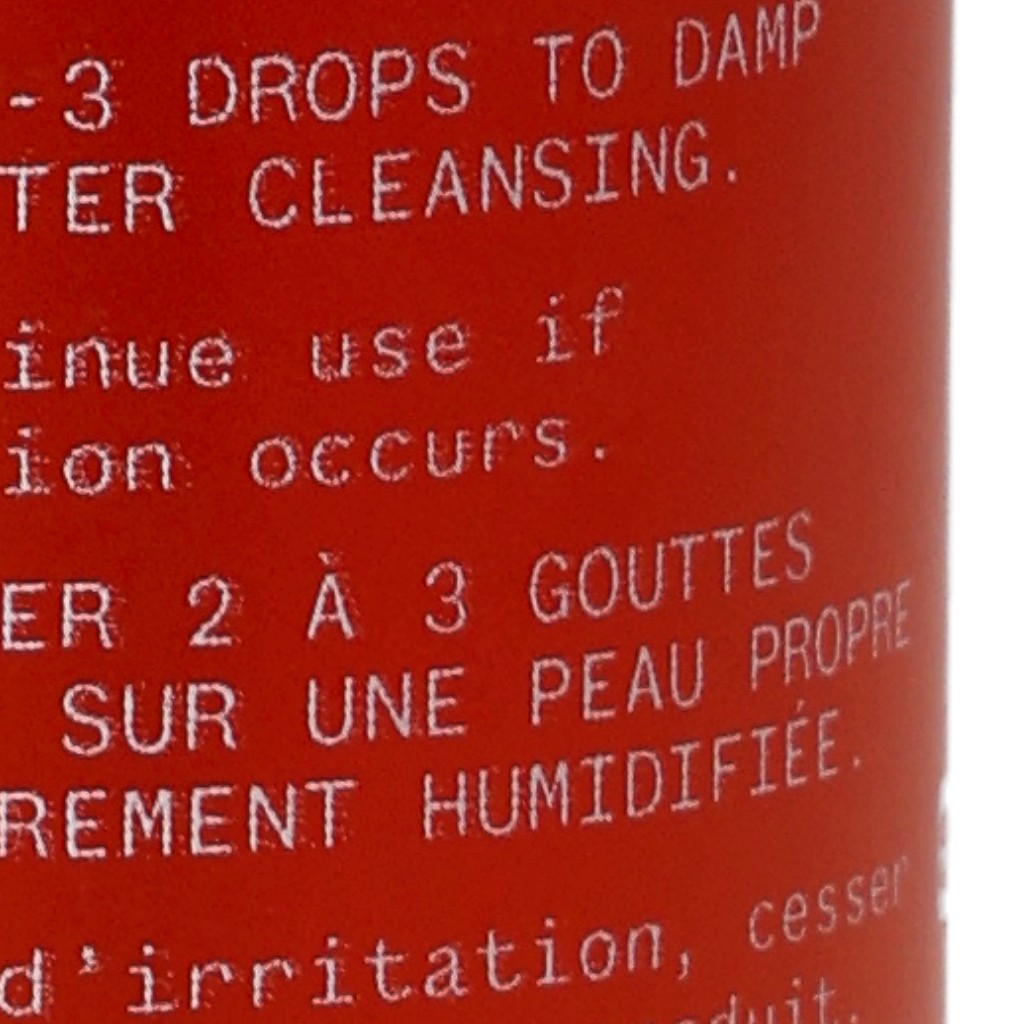 -3 DROPS TO DAMP
TER CLEANSING.
inue use if
ion occurs.
ER 2 À 3 GOUTTES
SUR UNE PEAU PROPRE
REMENT HUMIDIFIÉE.
d'irritation, cesser
oduit.